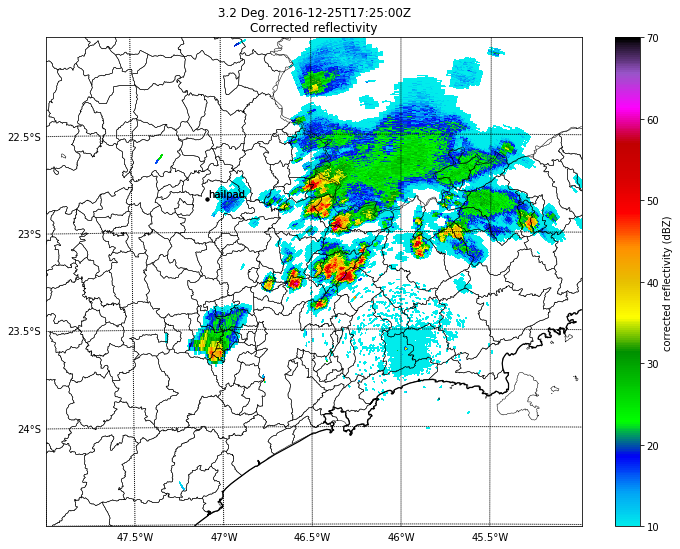 3.2 Deg. 2016-12-25T17:25:00Z
Corrected reflectivity
hailpad
22.5°S
23°S
23.5°S
24°S
47.5°W
47°W
46.5°W
46°W
45.5°W
70
60
50
40
30
20
10
corrected reflectivity (dBZ)